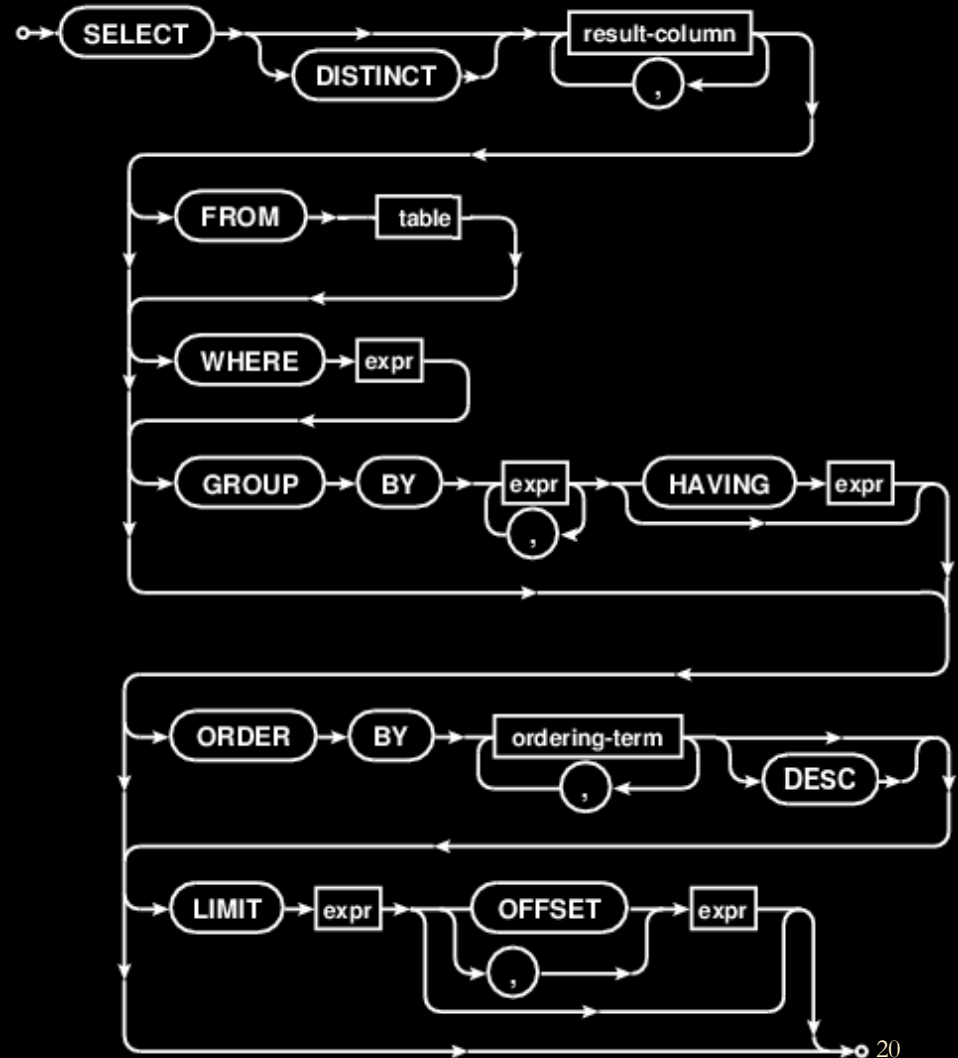 SELECT result-column
DISTINCT ,
FROM table
WHERE expr
GROUP BY expr HAVING expr
,
ORDER BY ordering-term
, DESC
LIMIT expr OFFSET expr
,
20